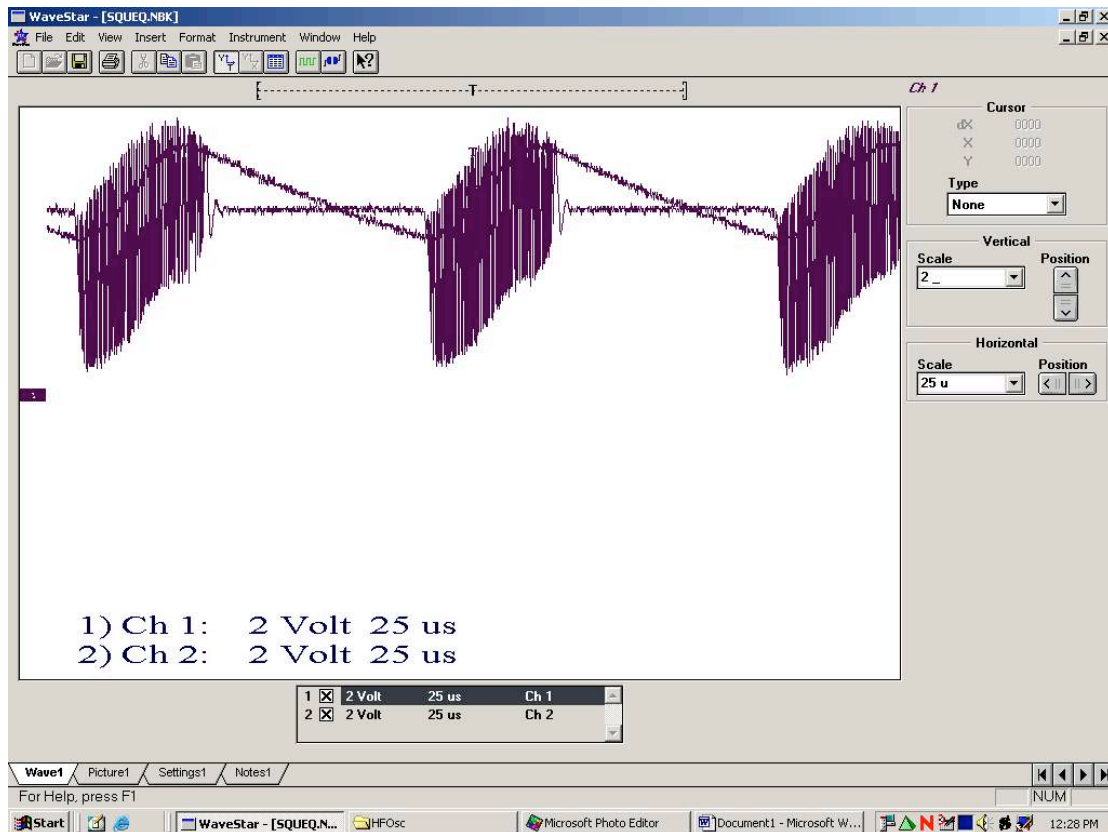 WaveStar - [SQUEQ.NBK]
File Edit View Insert Format Instrument Window Help
T
Ch 1
Cursor
dX 0000
X 0000
Y 0000
Type
None
Vertical
Scale Position
2 _
Horizontal
Scale Position
25 u
T
1) Ch 1: 2 Volt 25 us
2) Ch 2: 2 Volt 25 us
1 2 Volt 25 us Ch 1
2 2 Volt 25 us Ch 2
Wave1 Picture1 Settings1 Notes1
For Help, press F1 NUM
Start WaveStar - [SQUEQ.N... HFOsc Microsoft Photo Editor Document1 - Microsoft W... 12:28 PM